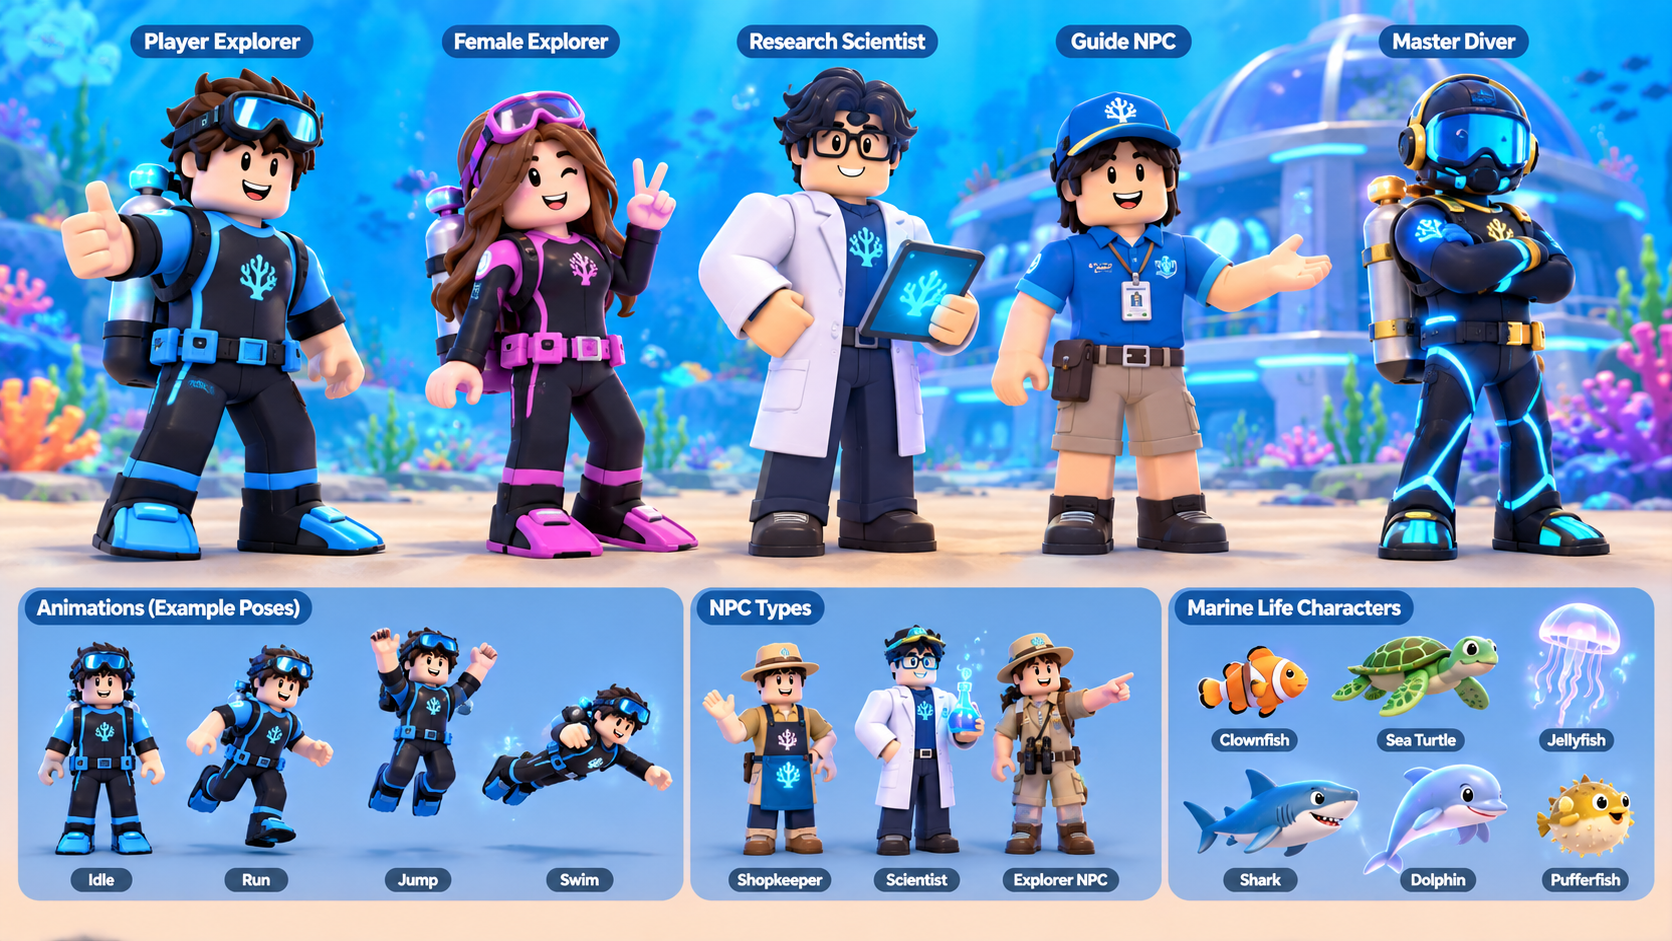 Player Explorer
Female Explorer
Research Scientist
Guide NPC
Master Diver
Animations (Example Poses)
Idle
Run
Jump
Swim
NPC Types
Shopkeeper
Scientist
Explorer NPC
Marine Life Characters
Clownfish
Sea Turtle
Jellyfish
Shark
Dolphin
Pufferfish